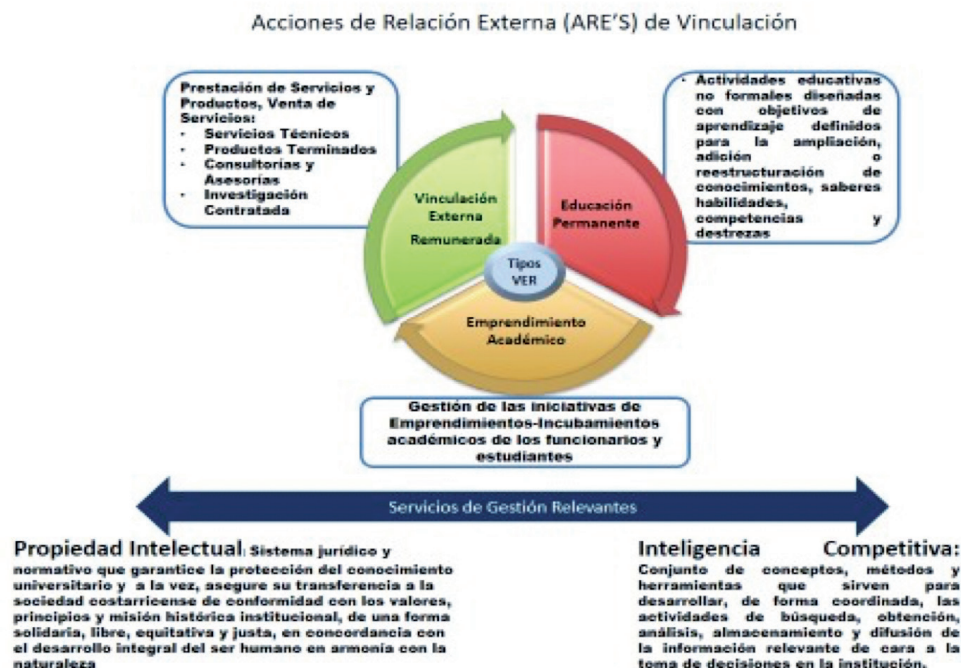 Acciones de Relación Externa (ARE'S) de Vinculación
Prestación de Servicios y
Productos, Venta de
Servicios:
· Servicios Técnicos
· Productos Terminados
· Consultorías y
Asesorías
· Investigación
Contratada
· Actividades educativas
no formales diseñadas
con objetivos de
aprendizaje definidos
para la ampliación,
adición o
reestructuración de
conocimientos, saberes
habilidades,
competencias y
destrezas
Vinculación
Externa
Remunerada
Educación
Permanente
Tipos
VER
Emprendimiento
Académico
Gestión de las iniciativas de
Emprendimientos-Incubamientos
académicos de los funcionarios y
estudiantes
Servicios de Gestión Relevantes
Propiedad Intelectual: Sistema jurídico y
normativo que garantice la protección del conocimiento
universitario y a la vez, asegure su transferencia a la
sociedad costarricense de conformidad con los valores,
principios y misión histórica institucional, de una forma
solidaria, libre, equitativa y justa, en concordancia con
el desarrollo integral del ser humano en armonía con la
naturaleza
Inteligencia Competitiva:
Conjunto de conceptos, métodos y
herramientas que sirven para
desarrollar, de forma coordinada, las
actividades de búsqueda, obtención,
análisis, almacenamiento y difusión de
la información relevante de cara a la
toma de decisiones en la institución.